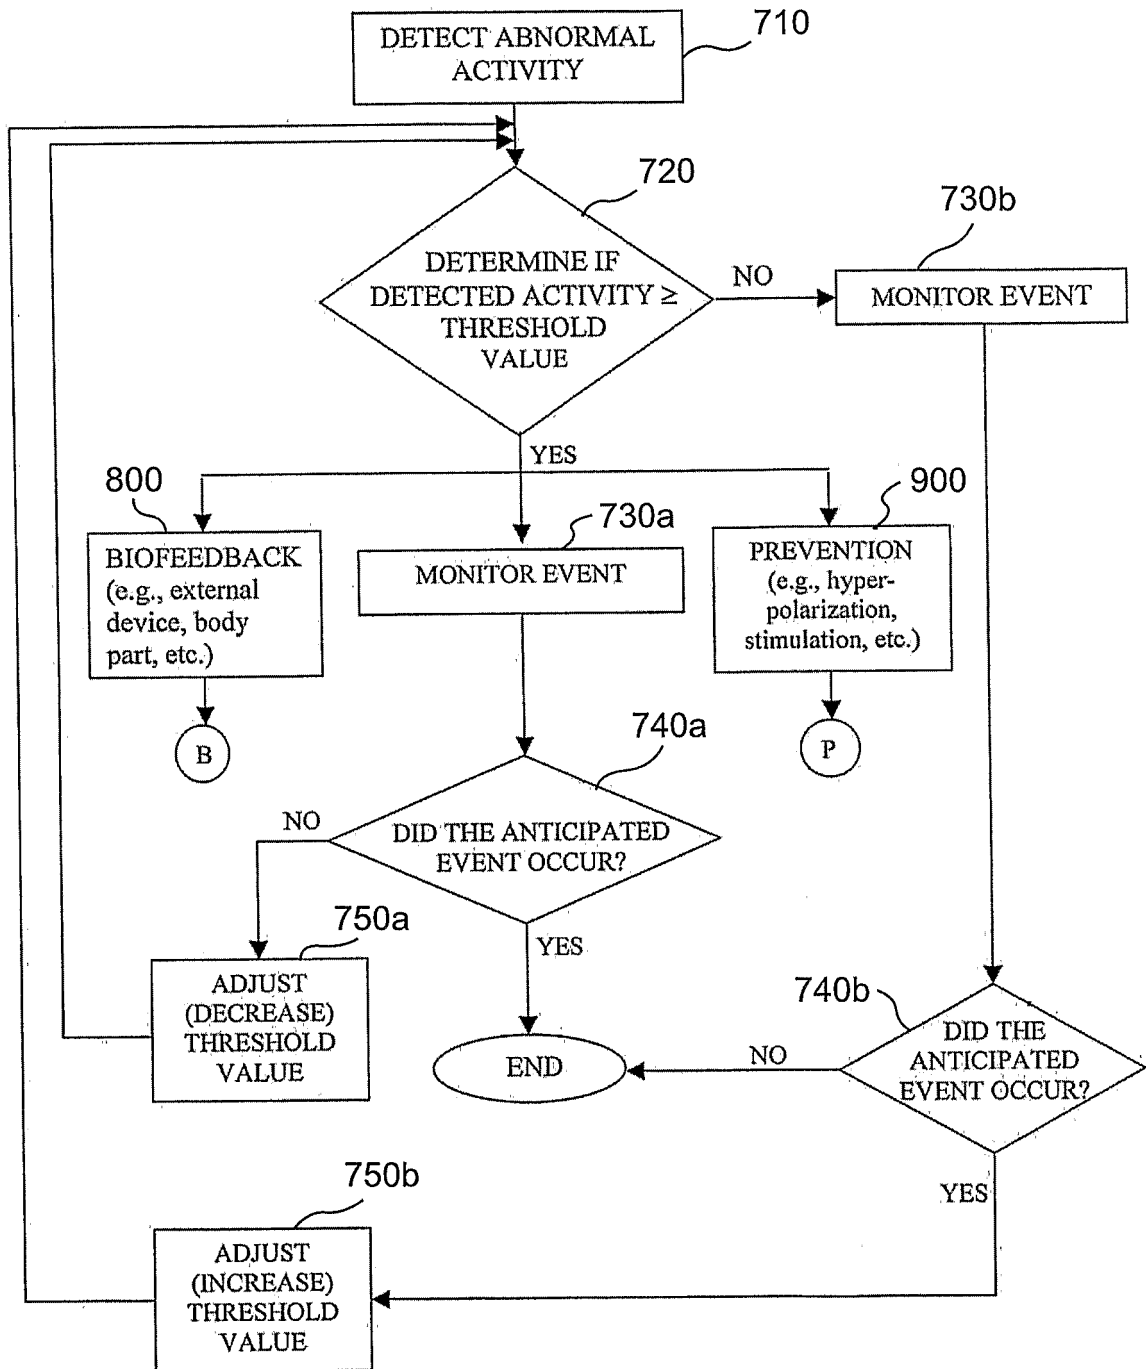 710
DETECT ABNORMAL
ACTIVITY
720
730b
DETERMINE IF
DETECTED ACTIVITY ≥
THRESHOLD
VALUE
NO
MONITOR EVENT
YES
800
730a
900
BIOFEEDBACK
(e.g., external
device, body
part, etc.)
MONITOR EVENT
PREVENTION
(e.g., hyper-
polarization,
stimulation, etc.)
B
740a
P
NO
DID THE ANTICIPATED
EVENT OCCUR?
750a
YES
ADJUST
(DECREASE)
THRESHOLD
VALUE
740b
END
NO
DID THE
ANTICIPATED
EVENT OCCUR?
750b
YES
ADJUST
(INCREASE)
THRESHOLD
VALUE